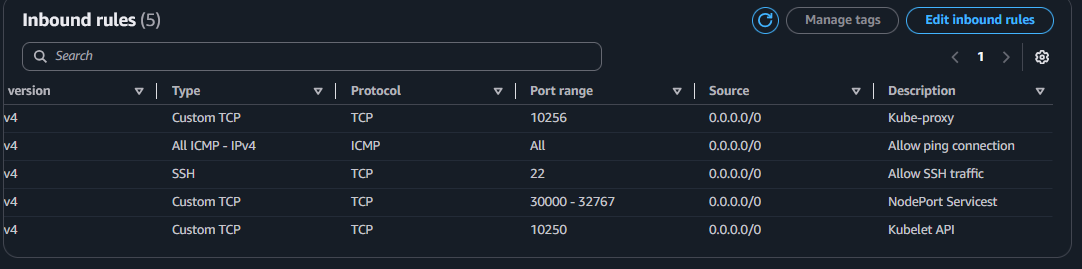 Inbound rules (5)
Manage tags
Edit inbound rules
Search
1
version Type Protocol Port range Source Description
v4 Custom TCP TCP 10256 0.0.0.0/0 Kube-proxy
v4 All ICMP - IPv4 ICMP All 0.0.0.0/0 Allow ping connection
v4 SSH TCP 22 0.0.0.0/0 Allow SSH traffic
v4 Custom TCP TCP 30000 - 32767 0.0.0.0/0 NodePort Servicest
v4 Custom TCP TCP 10250 0.0.0.0/0 Kubelet API